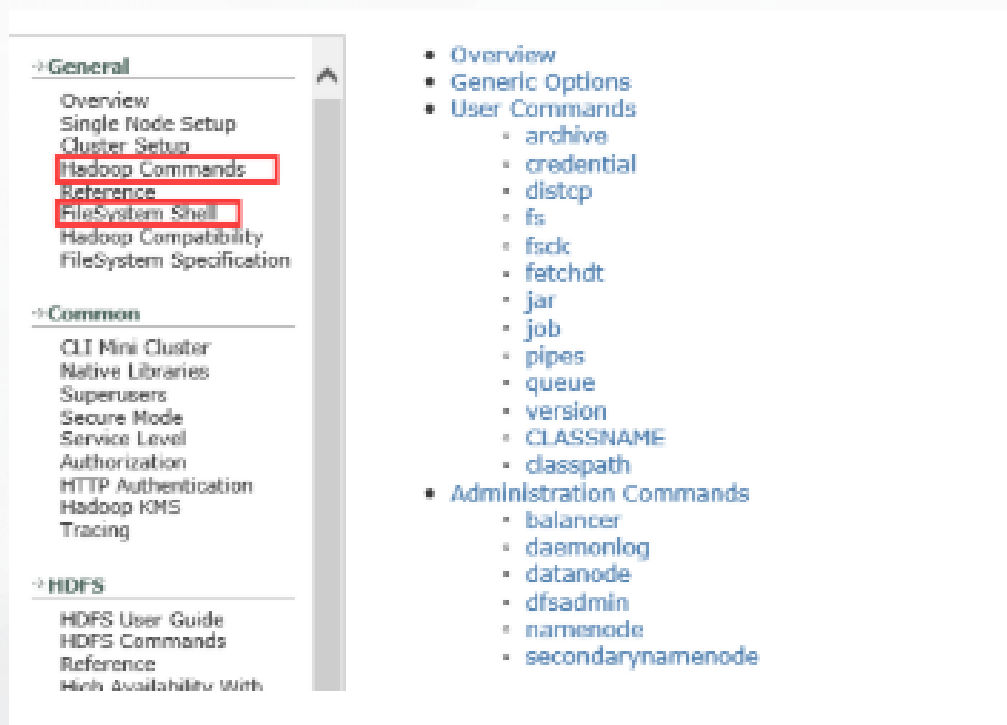 General
Overview
Single Node Setup
Cluster Setup
Hadoop Commands
Reference
FileSystem Shell
Hadoop Compatibility
FileSystem Specification
Common
CLI Mini Cluster
Native Libraries
Superusers
Secure Mode
Service Level
Authorization
HTTP Authentication
Hadoop KMS
Tracing
HDFS
HDFS User Guide
HDFS Commands
Reference
High Availability With
Overview
Generic Options
User Commands
archive
credential
distcp
fs
fsck
fetchdt
jar
job
pipes
queue
version
CLASSNAME
classpath
Administration Commands
balancer
daemonlog
datanode
dfsadmin
namenode
secondarynamenode